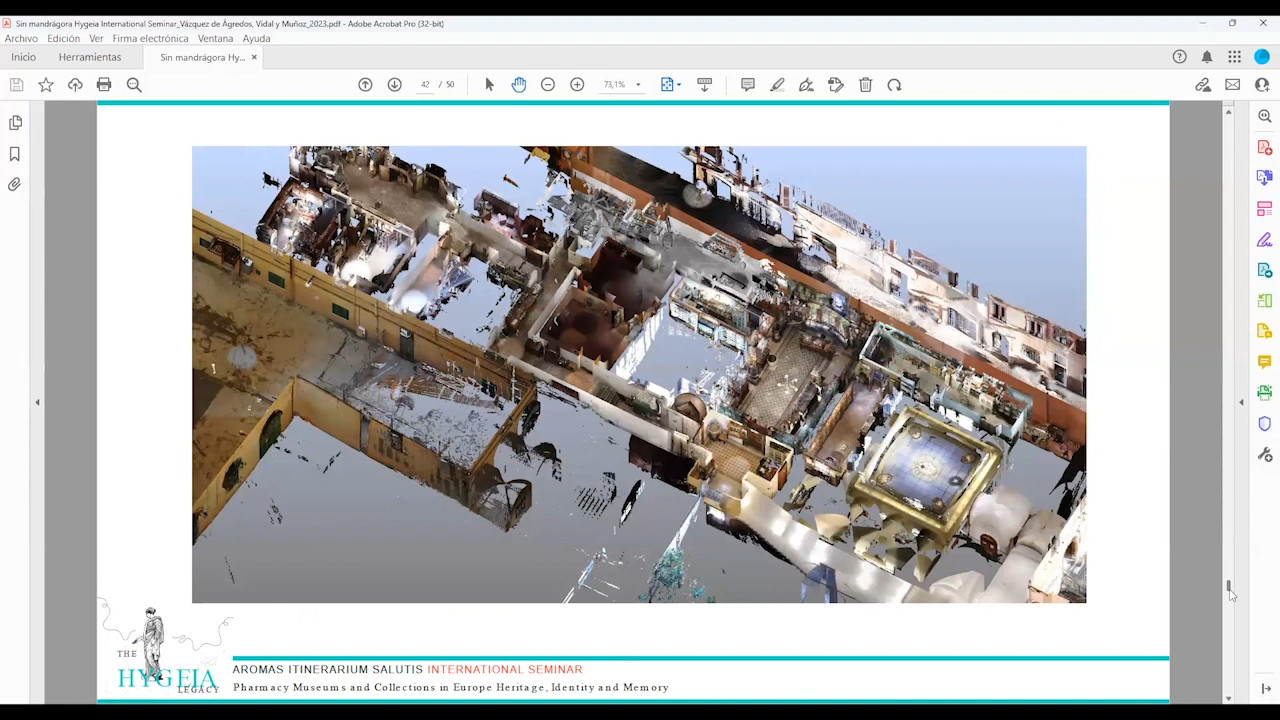 Sin mandrágora Hygeia International Seminar_Vázquez de Ágredos, Vidal y Muñoz_2023.pdf - Adobe Acrobat Pro (32-bit)
Archivo Edición Ver Firma electrónica Ventana Ayuda
Inicio Herramientas Sin mandrágora Hy... ×
42 / 50 73,1%
THE
HYGEIA
LEGACY
AROMAS ITINERARIUM SALUTIS INTERNATIONAL SEMINAR
Pharmacy Museums and Collections in Europe Heritage, Identity and Memory